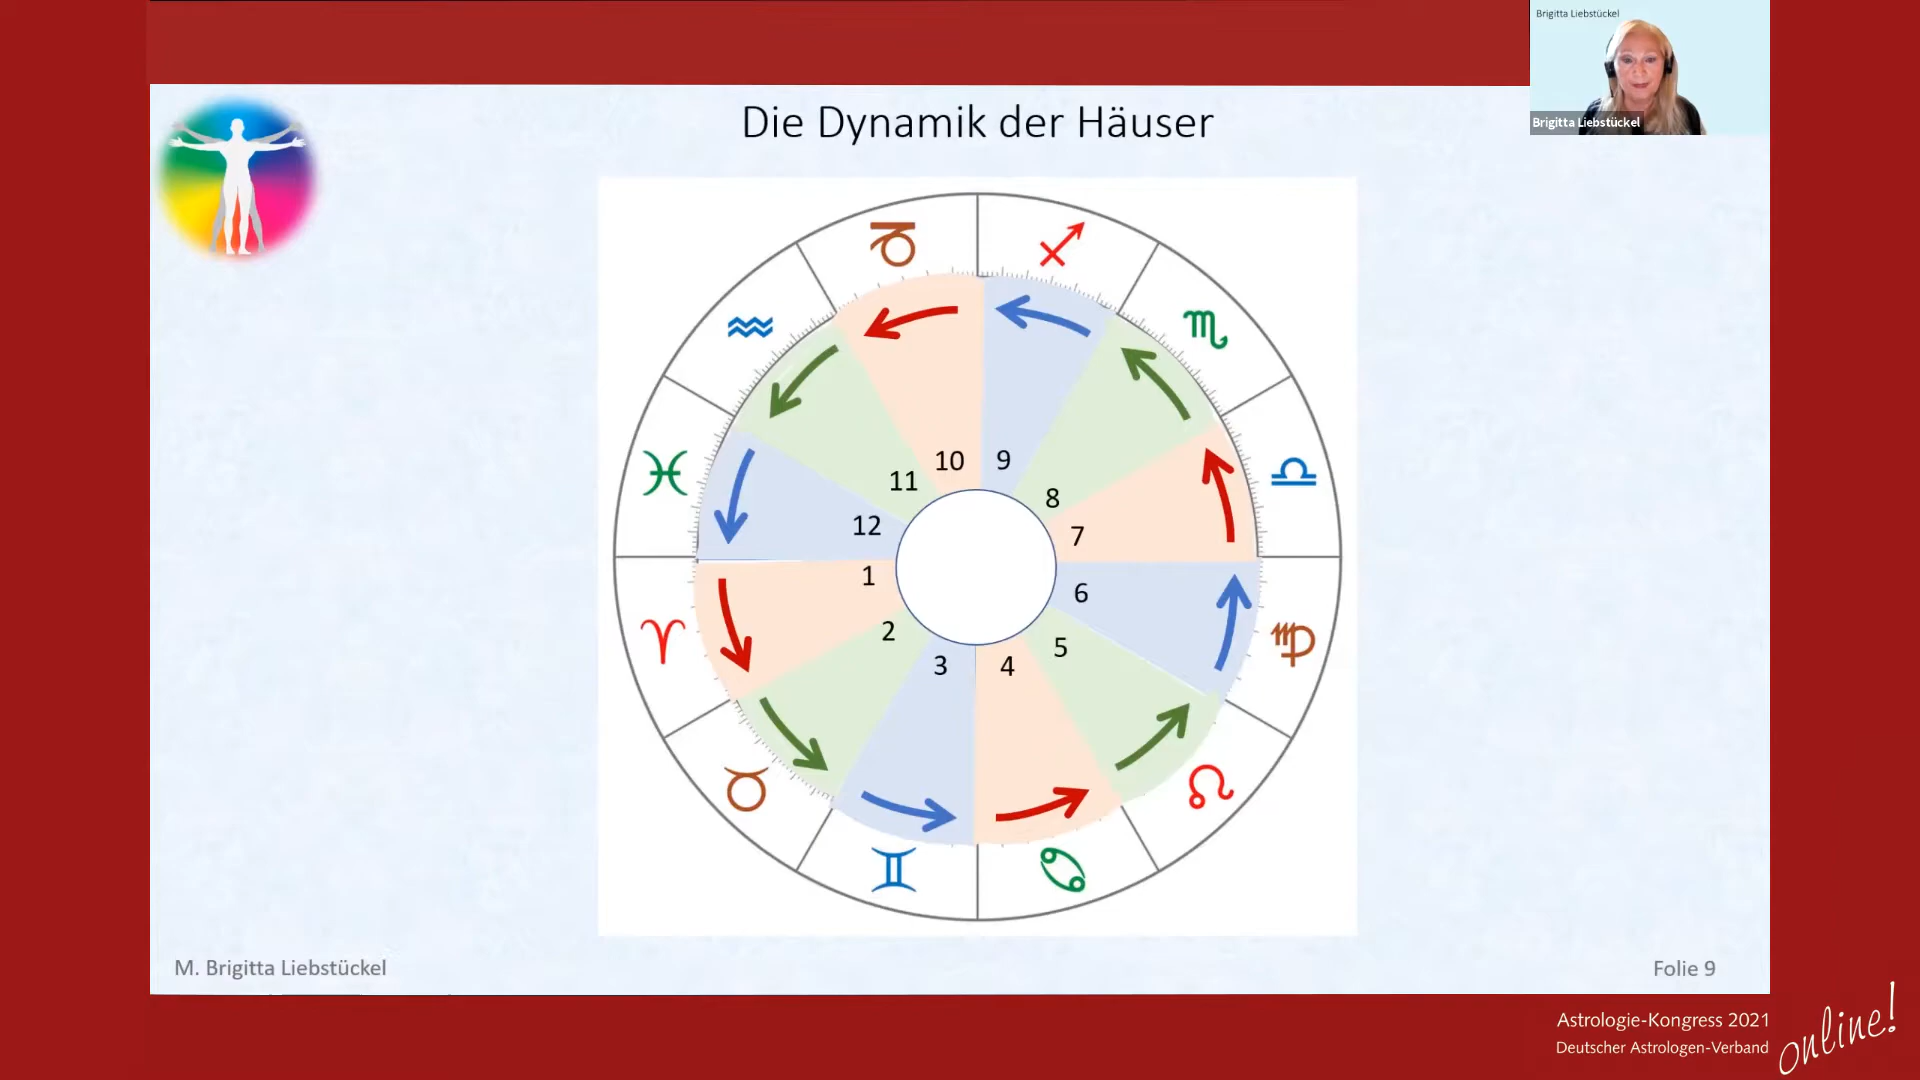 Brigitta Liebstückel
Brigitta Liebstückel
Die Dynamik der Häuser
10
9
11
8
12
7
1
6
2
5
3
4
M. Brigitta Liebstückel
Folie 9
Astrologie-Kongress 2021
Deutscher Astrologen-Verband
online!